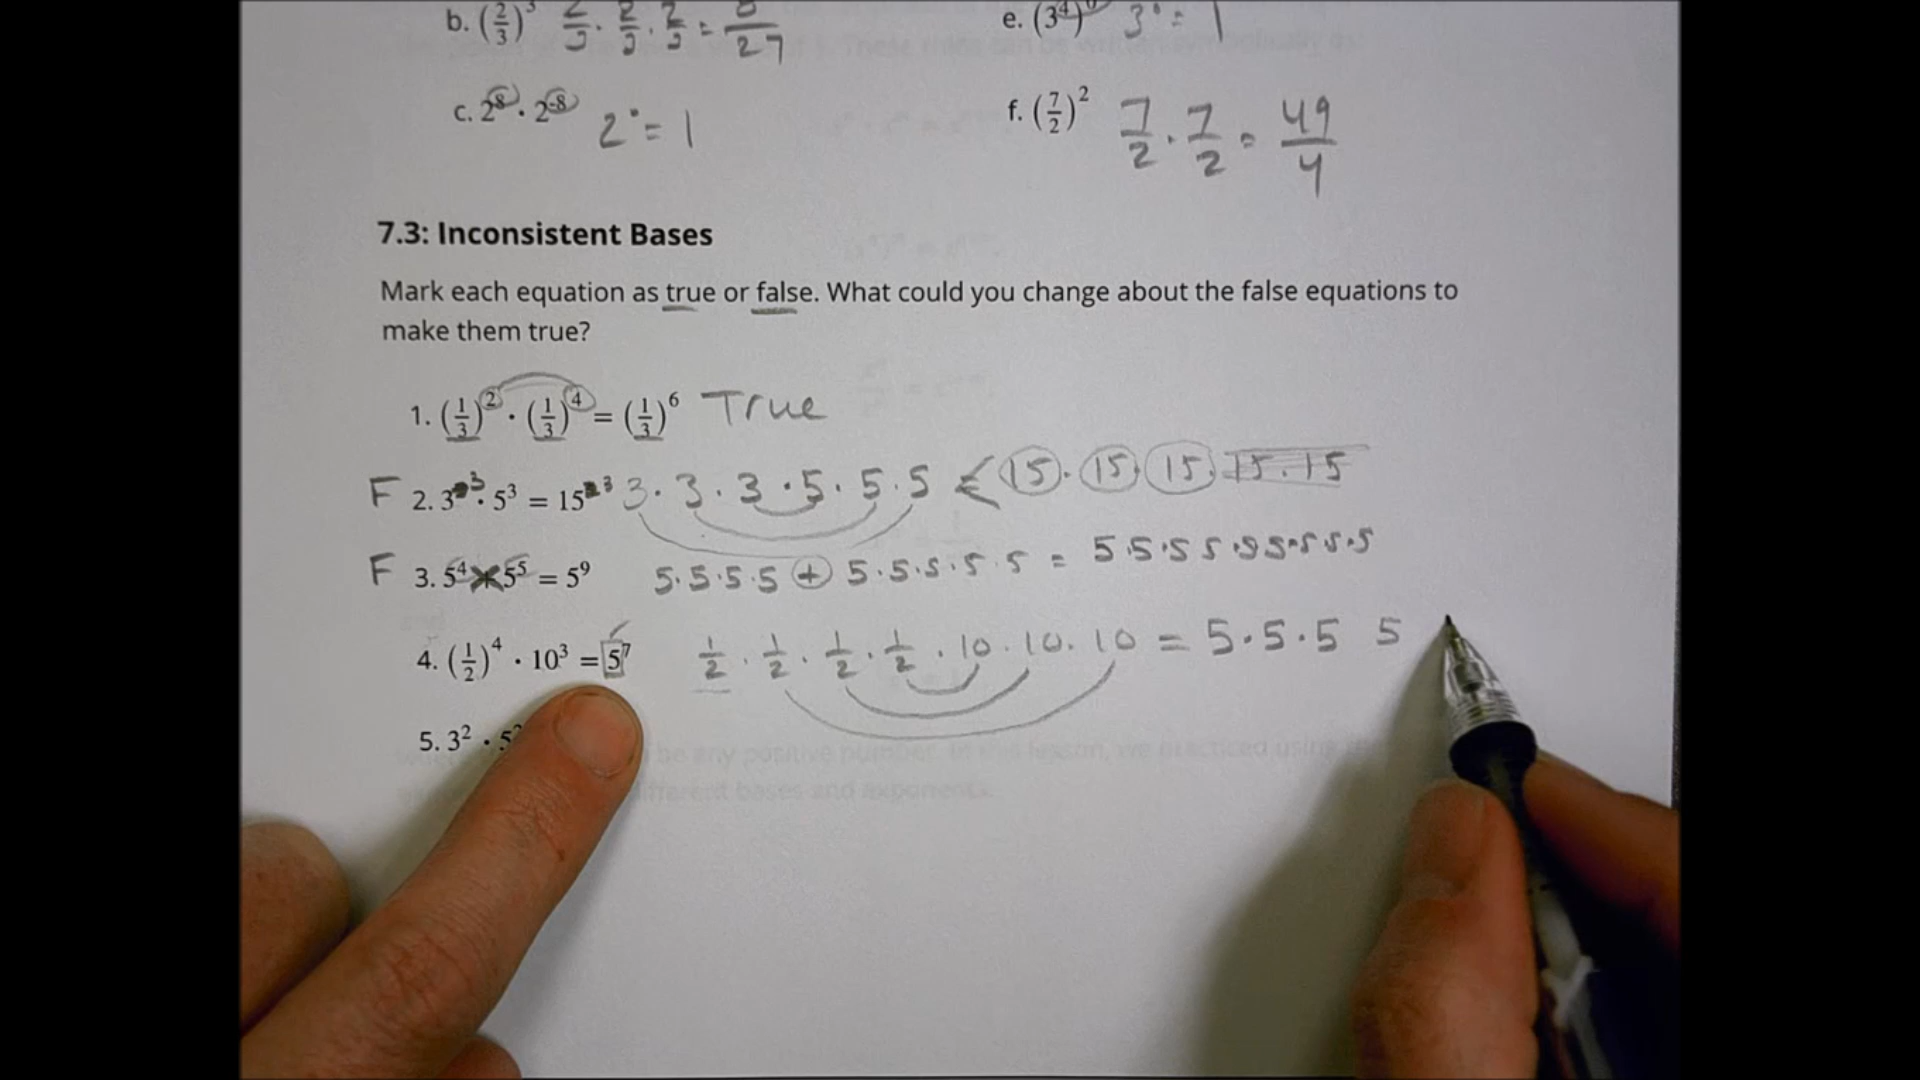 b. (2/3)³ 2/3 · 2/3 · 2/3 = 8/27
e. (3⁴)⁰ 3⁰ = 1
c. 2⁸ · 2⁻⁸ 2⁰ = 1
f. (7/2)² 7/2 · 7/2 = 49/4
7.3: Inconsistent Bases
Mark each equation as true or false. What could you change about the false equations to
make them true?
1. (1/3)² · (1/3)⁴ = (1/3)⁶ True
F 2. 3³ · 5³ = 15³ 3 · 3 · 3 · 5 · 5 · 5 15 · 15 · 15 · 15 · 15
F 3. 5⁴ × 5⁵ = 5⁹ 5·5·5·5 + 5·5·5·5·5 = 5·5·5·5·5·5·5·5·5
4. (1/2)⁴ · 10³ = 5⁷ 1/2 · 1/2 · 1/2 · 1/2 · 10 · 10 · 10 = 5·5·5 5
5. 3² · 5